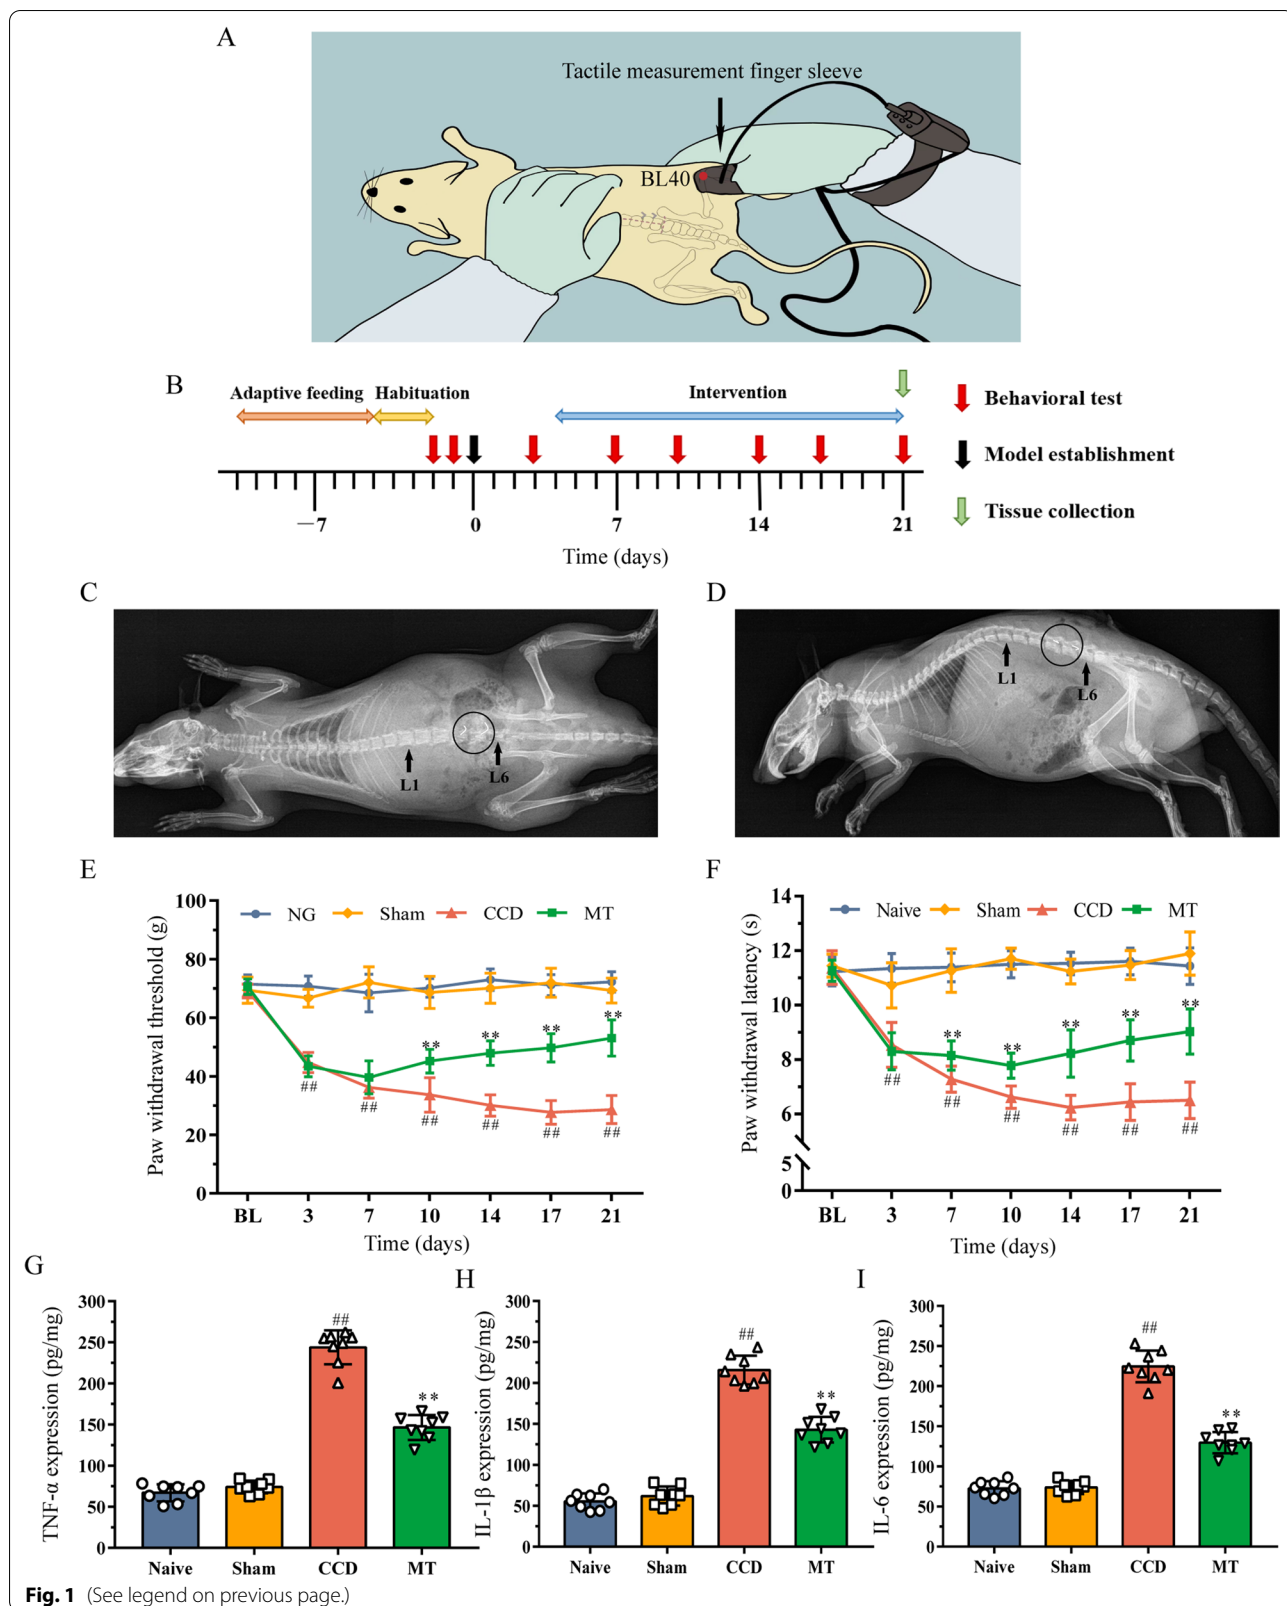 A
Tactile measurement finger sleeve
BL40
B
Adaptive feeding Habituation Intervention
Behavioral test
Model establishment
Tissue collection
—7 0 7 14 21
Time (days)
C
L1
L6
D
L1
L6
E
Paw withdrawal threshold (g)
NG Sham CCD MT
100
80
60
40
20
0
** ** ** **
## ## ## ## ## ##
BL 3 7 10 14 17 21
Time (days)
F
Paw withdrawal latency (s)
Naive Sham CCD MT
14
12
10
8
6
5
0
** ** ** ** **
## ## ## ## ## ##
BL 3 7 10 14 17 21
Time (days)
G
TNF-α expression (pg/mg)
300
250
200
150
100
50
0
##
**
Naive Sham CCD MT
H
IL-1β expression (pg/mg)
300
250
200
150
100
50
0
##
**
Naive Sham CCD MT
I
IL-6 expression (pg/mg)
300
250
200
150
100
50
0
##
**
Naive Sham CCD MT
Fig. 1 (See legend on previous page.)